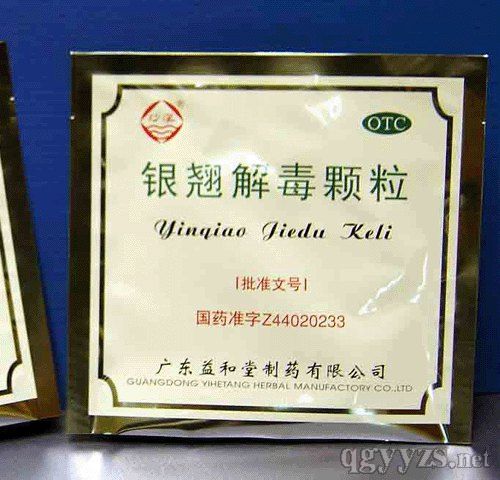 OTC
银翘解毒颗粒
Yinqiao Jiedu Keli
批准文号
国药准字Z44020233
广东益和堂制药有限公司
GUANGDONG YIHETANG HERBAL MANUFACTORY CO.,LTD
qgyyzs.net